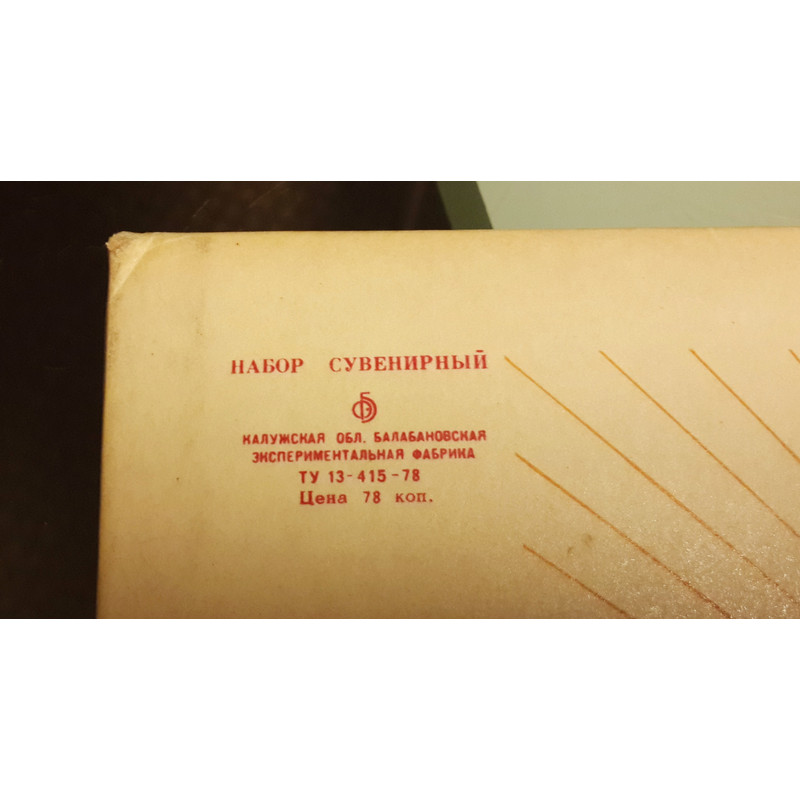 НАБОР СУВЕНИРНЫЙ
КАЛУЖСКАЯ ОБЛ. БАЛАБАНОВСКАЯ
ЭКСПЕРИМЕНТАЛЬНАЯ ФАБРИКА
ТУ 13-415-78
Цена 78 коп.